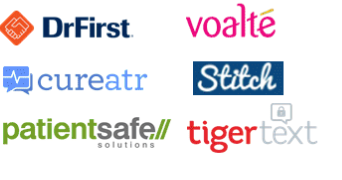 DrFirst.
voalté
cureatr
Stitch
patientsafe//
solutions
tigertext